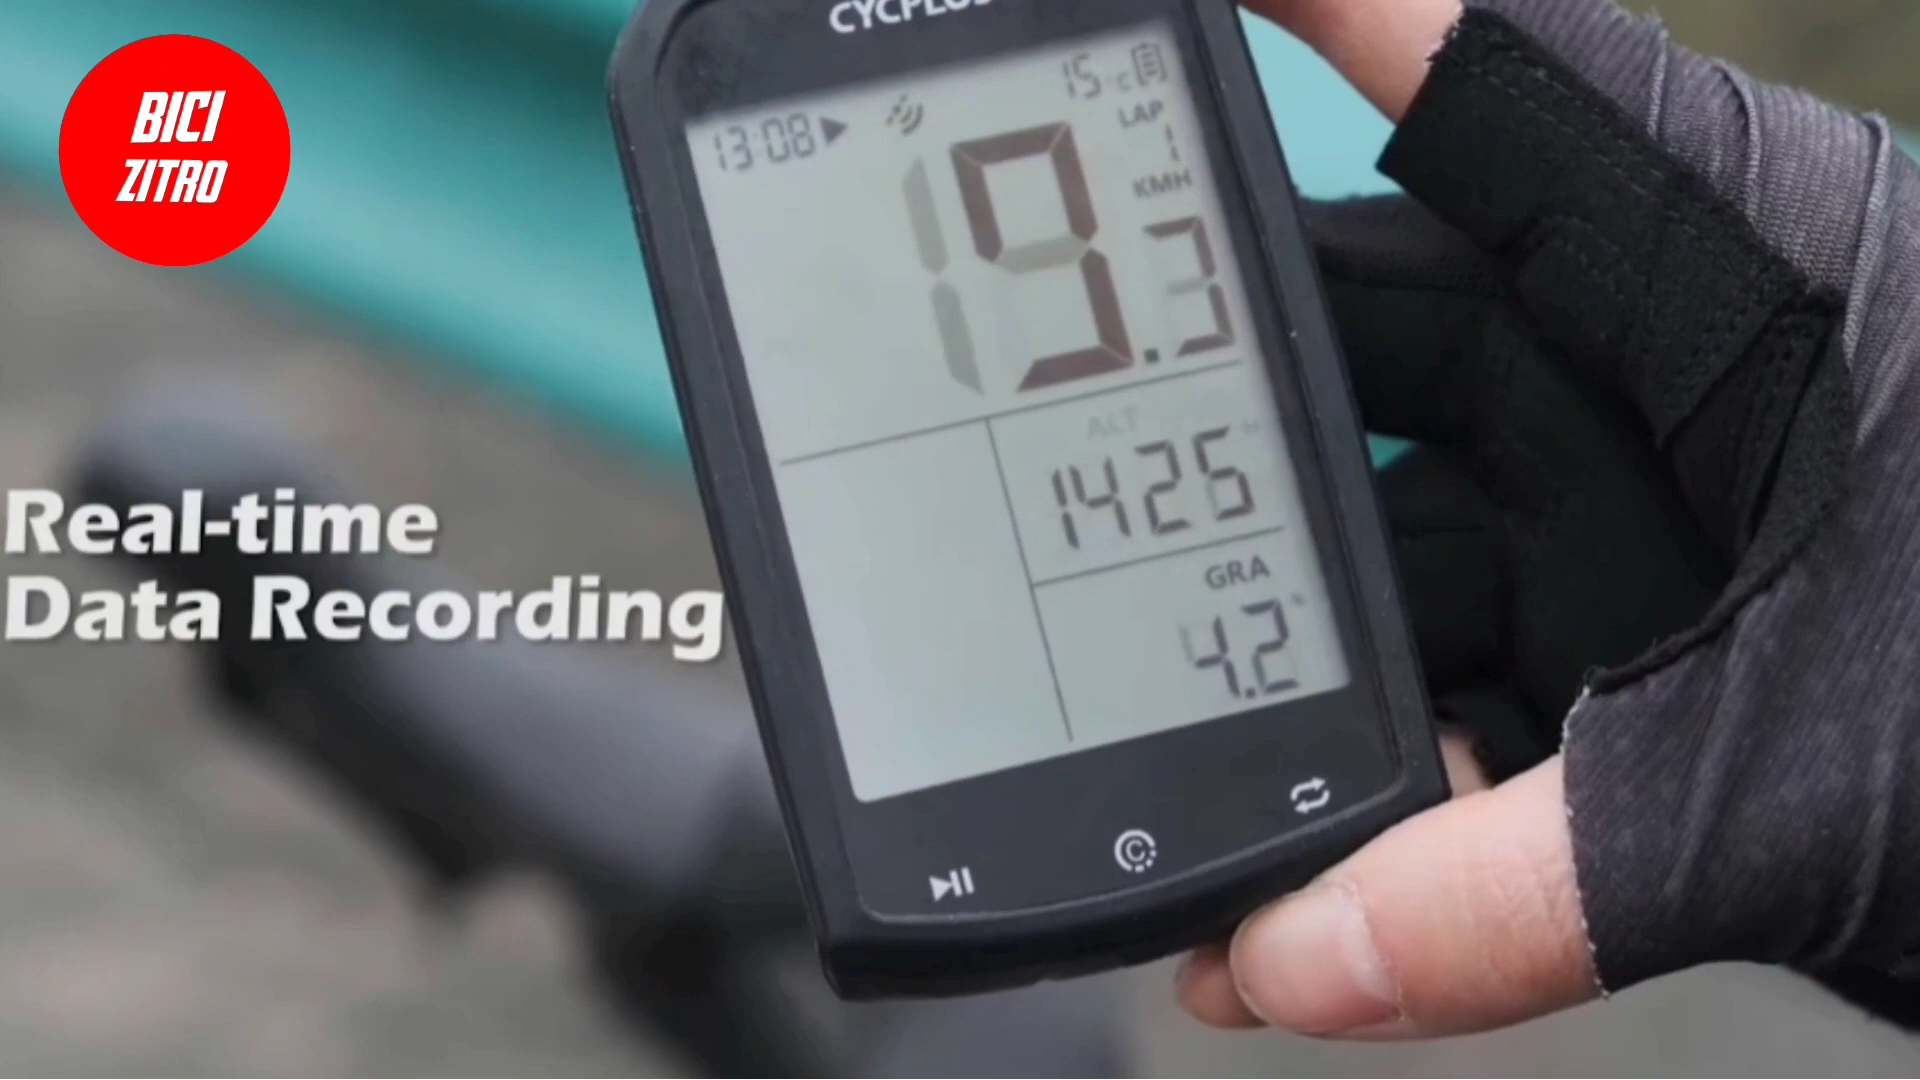 BICI
ZITRO
CYCPLUS
13:08
15 °C
LAP
1
KMH
19.3
ALT
1425
GRA
4.2 %
Real-time
Data Recording